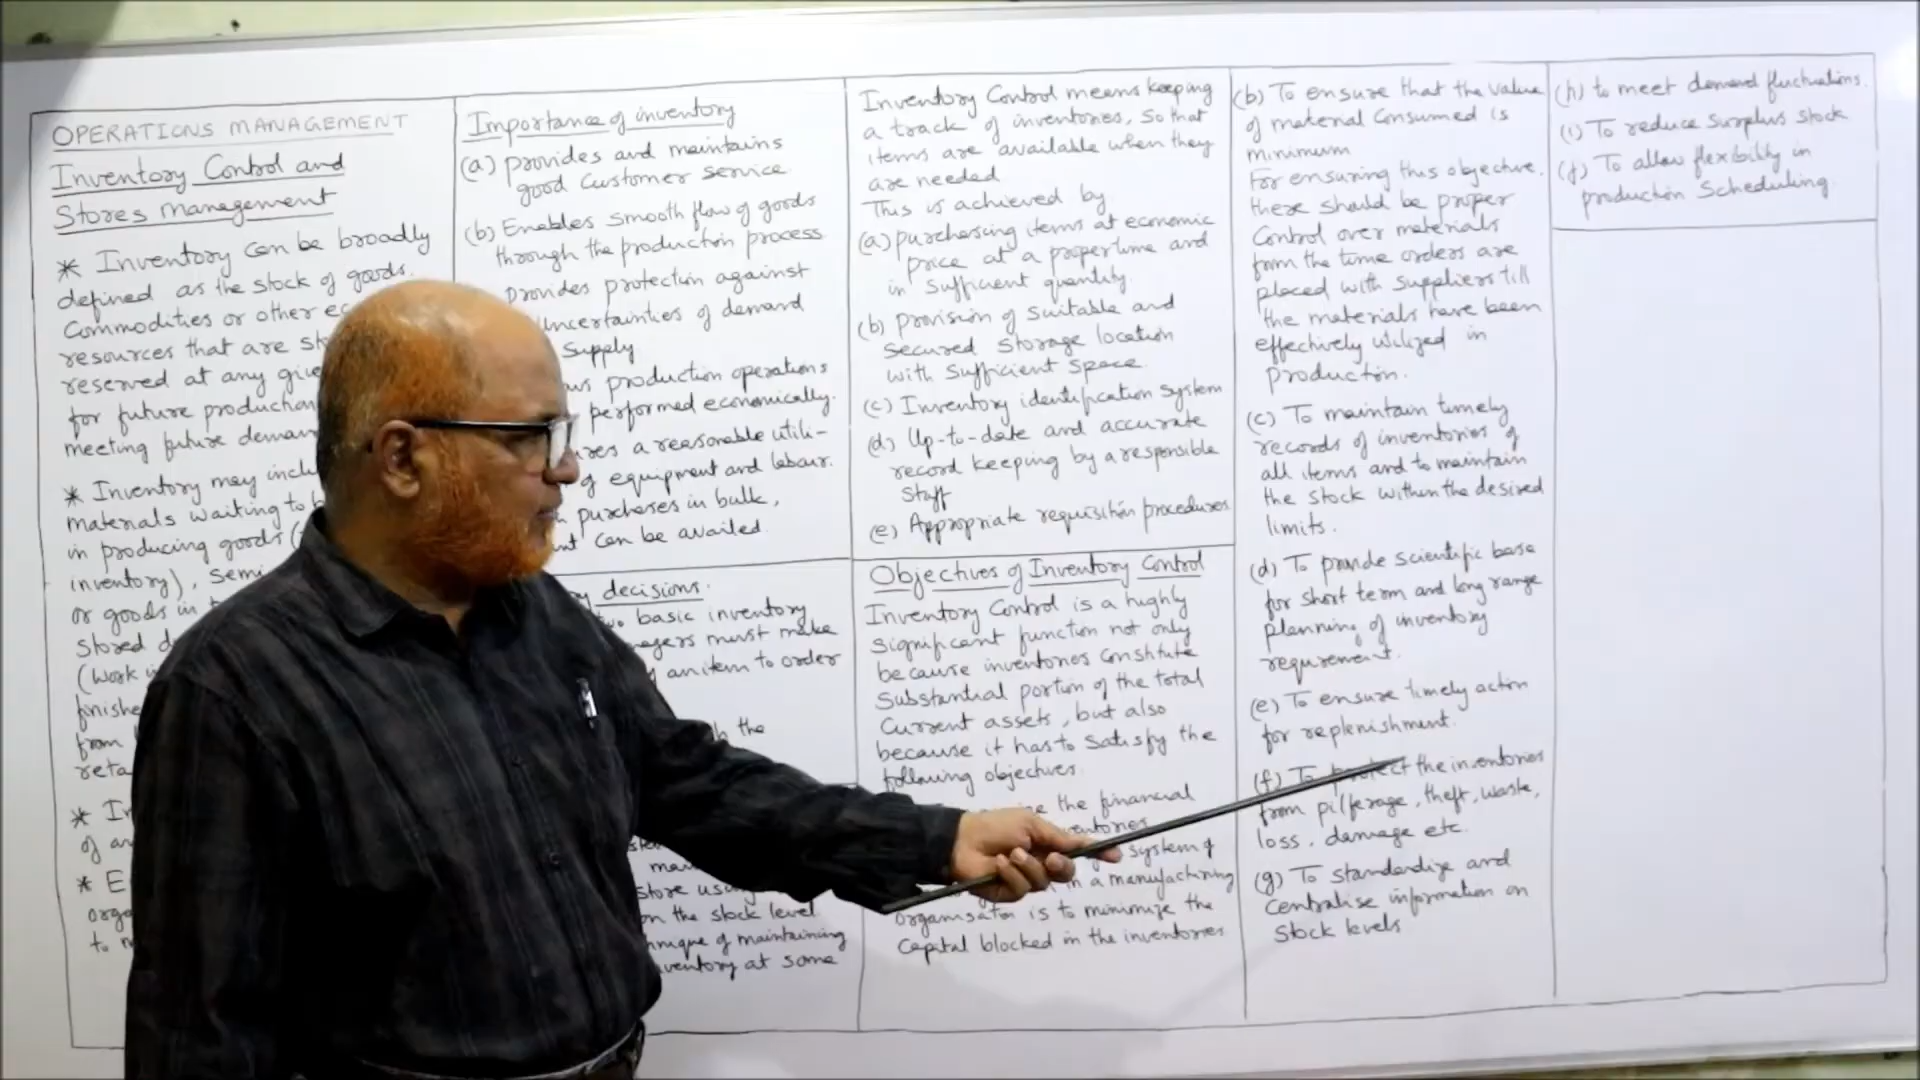 OPERATIONS MANAGEMENT
Inventory Control and
Stores Management
* Inventory can be broadly
defined as the stock of goods,
Commodities or other
resources that are
reserved at any
for future production
meeting future
* Inventory may
materials waiting to
in producing goods
inventory),
or goods in
stored
(Work
from
*
of
*
to
Importance of inventory
(a) provides and maintains
good customer service
(b) Enables smooth flow of goods
through the production process
provides protection against
uncertainties of demand
supply
production operations
performed economically.
a reasonable utili-
of equipment and labour.
purchases in bulk,
can be availed.
decisions.
basic inventory
must make
an item to order
the
store
on the stock level
of maintaining
at some
Inventory Control means keeping
a track of inventories, so that
items are available when they
are needed
This is achieved by
(a) purchasing items at economic
price at a proper time and
in sufficient quantity.
(b) provision of suitable and
secured storage location
with sufficient space
(c) Inventory identification system
(d) Up-to-date and accurate
record keeping by a responsible
staff
(e) Appropriate requisition procedures
Objectives of Inventory Control
Inventory Control is a highly
significant function not only
because inventories constitute
substantial portion of the total
current assets, but also
because it has to satisfy the
following objectives.
the financial
system of
in a manufacturing
organisation is to minimize the
capital blocked in the inventories
(b) To ensure that the value
of material consumed is
minimum
For ensuring this objective,
there should be proper
control over materials
from the time orders are
placed with suppliers till
the materials have been
effectively utilized in
production.
(c) To maintain timely
records of inventories of
all items and to maintain
the stock within the desired
limits.
(d) To provide scientific base
for short term and long range
planning of inventory
requirement.
(e) To ensure timely action
for replenishment.
(f) To protect the inventories
from pilferage, theft, waste,
loss, damage etc.
(g) To standardize and
centralise information on
stock levels
(h) to meet demand fluctuations.
(i) To reduce surplus stock
(j) To allow flexibility in
production scheduling.